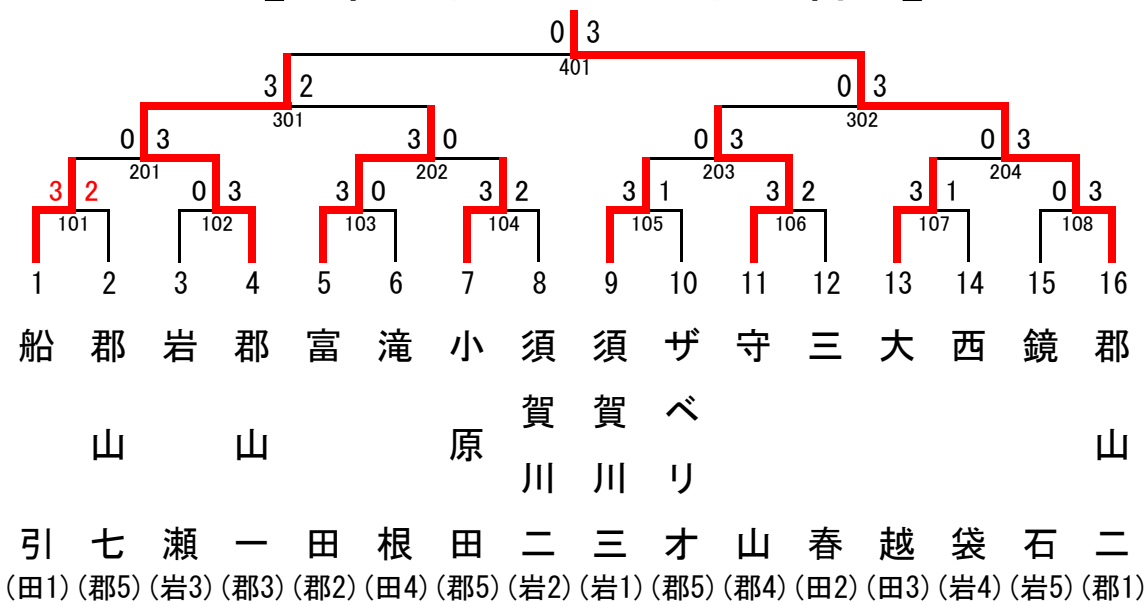 0 3
401
3 2 0 3
301 302
0 3 3 0 0 3 0 3
201 202 203 204
3 2 0 3 3 0 3 2 3 1 3 2 3 1 0 3
101 102 103 104 105 106 107 108
1 2 3 4 5 6 7 8 9 10 11 12 13 14 15 16
船引
郡山七
岩瀬
郡山一
富田
滝根
小原田
須賀川二
須賀川三
ザベリオ
守山
三春
大越
西袋
鏡石
郡山二
(田1) (郡5) (岩3) (郡3) (郡2) (田4) (郡5) (岩2) (岩1) (郡5) (郡4) (田2) (田3) (岩4) (岩5) (郡1)